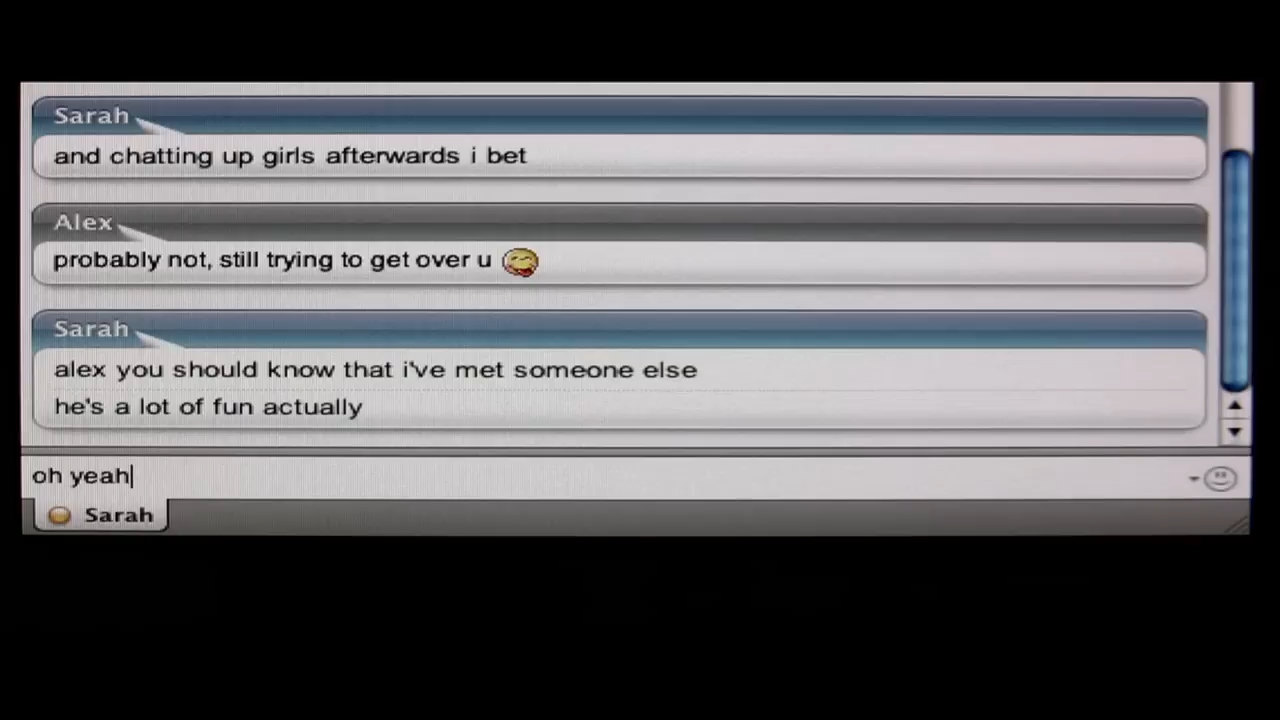 Sarah
and chatting up girls afterwards i bet
Alex
probably not, still trying to get over u
Sarah
alex you should know that i've met someone else
he's a lot of fun actually
oh yeah
Sarah